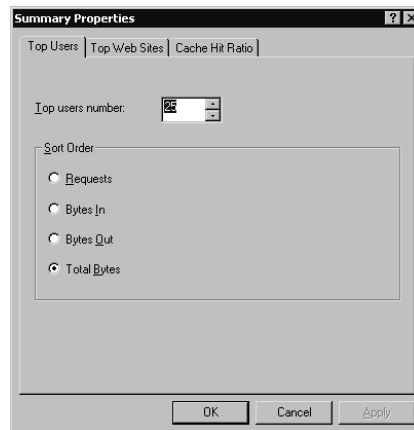 Summary Properties
Top Users Top Web Sites Cache Hit Ratio
Top users number: 25
Sort Order
Requests
Bytes In
Bytes Out
Total Bytes
OK Cancel Apply